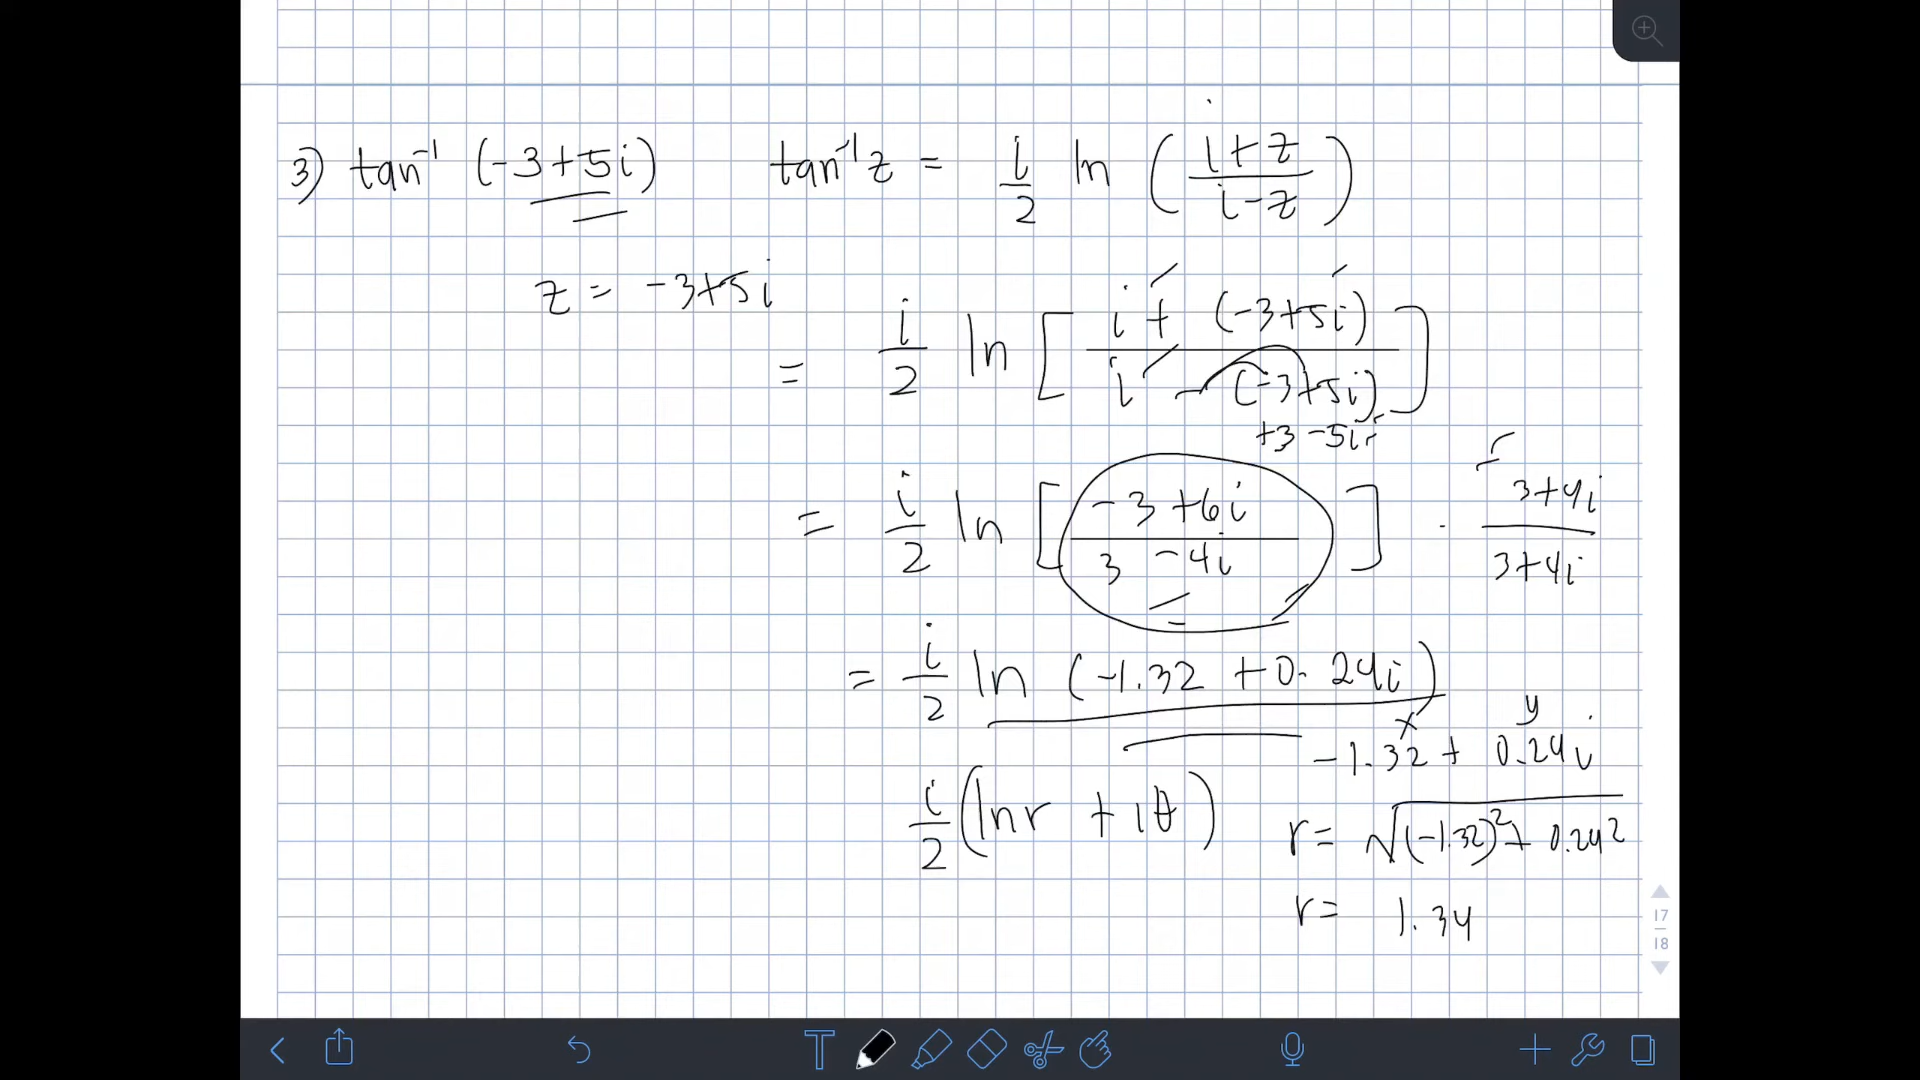 3) tan⁻¹ (-3+5i) tan⁻¹z = i/2 ln ( i+z / i-z )
z = -3+5i
= i/2 ln [ i + (-3+5i) / i - (-3+5i) ]
+3 -5i
= i/2 ln [ -3 +6i / 3 -4i ] · 3+4i / 3+4i
= i/2 ln (-1.32 +0.24i)
x y
-1.32 + 0.24i
i/2 (ln r + iθ) r = √(-1.32)² + 0.24²
r = 1.34
17
18
T